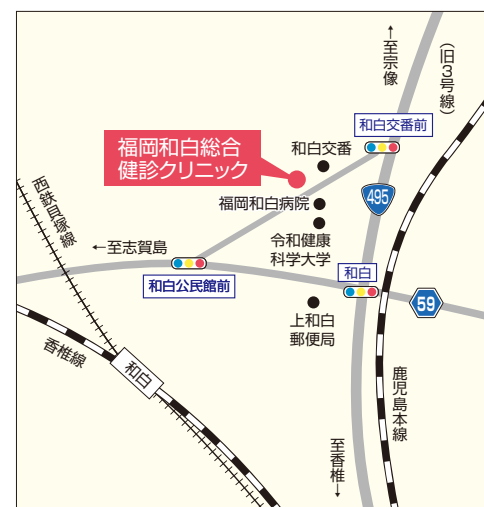 ←至宗像
(旧3号線)
和白交番前
和白交番
福岡和白総合
健診クリニック
495
福岡和白病院
西鉄貝塚線
令和健康
科学大学
←至志賀島
和白
和白公民館前
59
上和白
郵便局
香椎線
和白
鹿児島本線
至香椎→